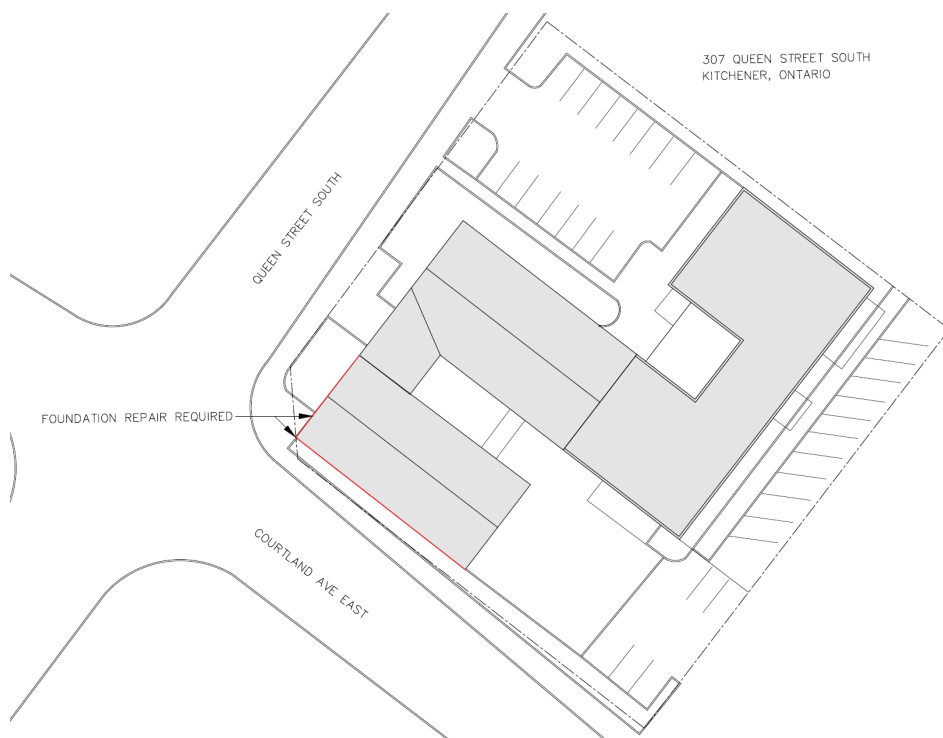 307 QUEEN STREET SOUTH
KITCHENER, ONTARIO
QUEEN STREET SOUTH
FOUNDATION REPAIR REQUIRED
COURTLAND AVE EAST